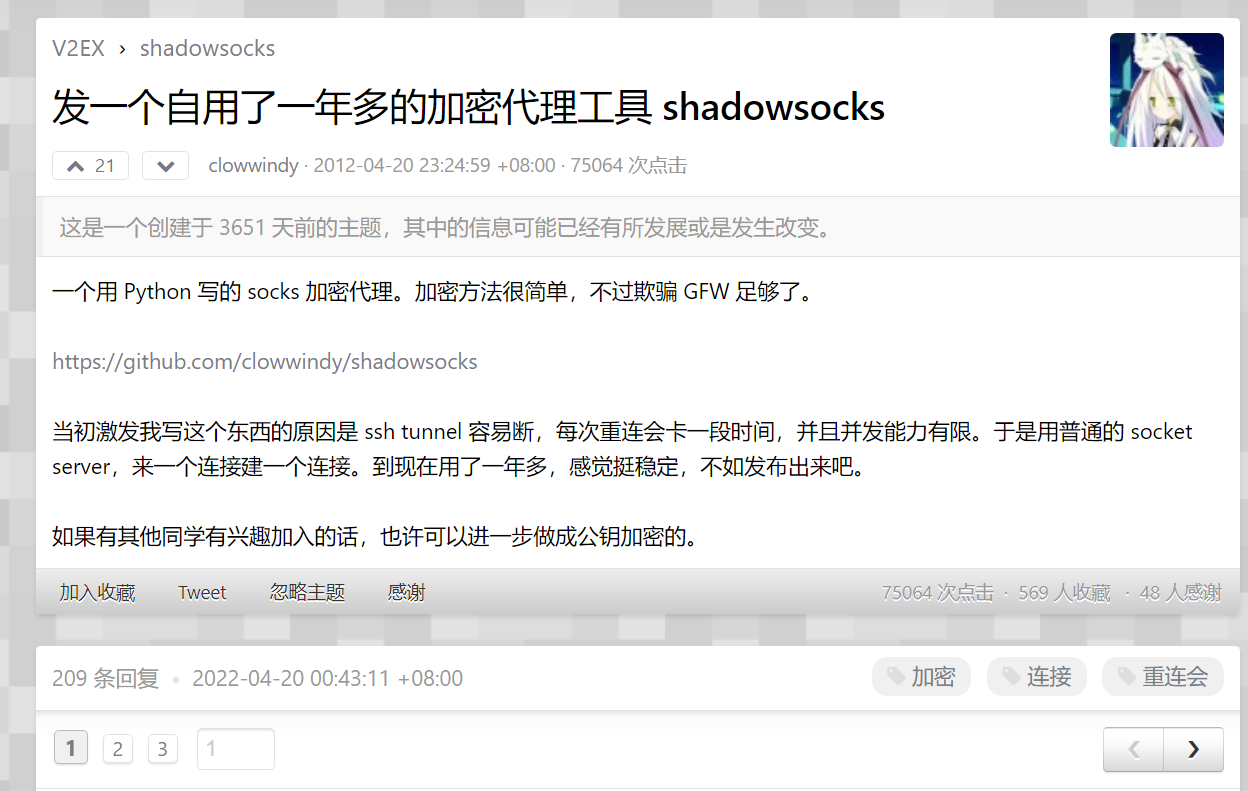 V2EX › shadowsocks
发一个自用了一年多的加密代理工具 shadowsocks
21 clowwindy · 2012-04-20 23:24:59 +08:00 · 75064 次点击
这是一个创建于 3651 天前的主题，其中的信息可能已经有所发展或是发生改变。
一个用 Python 写的 socks 加密代理。加密方法很简单，不过欺骗 GFW 足够了。
https://github.com/clowwindy/shadowsocks
当初激发我写这个东西的原因是 ssh tunnel 容易断，每次重连会卡一段时间，并且并发能力有限。于是用普通的 socket
server，来一个连接建一个连接。到现在用了一年多，感觉挺稳定，不如发布出来吧。
如果有其他同学有兴趣加入的话，也许可以进一步做成公钥加密的。
加入收藏 Tweet 忽略主题 感谢 75064 次点击 · 569 人收藏 · 48 人感谢
209 条回复 • 2022-04-20 00:43:11 +08:00 加密 连接 重连会
1 2 3 1 ‹ ›